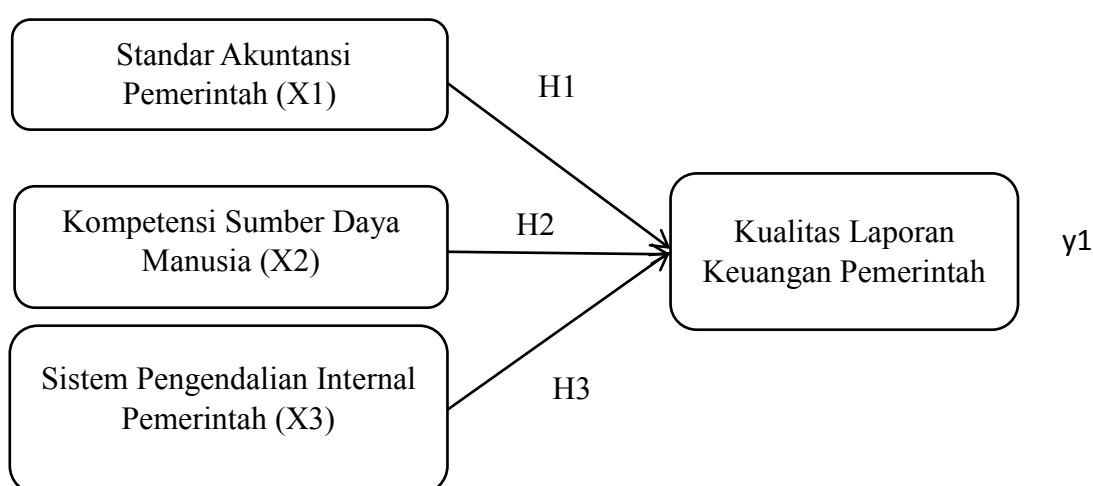 Standar Akuntansi
Pemerintah (X1)
H1
Kompetensi Sumber Daya
Manusia (X2)
H2
Kualitas Laporan
Keuangan Pemerintah
y1
Sistem Pengendalian Internal
Pemerintah (X3)
H3